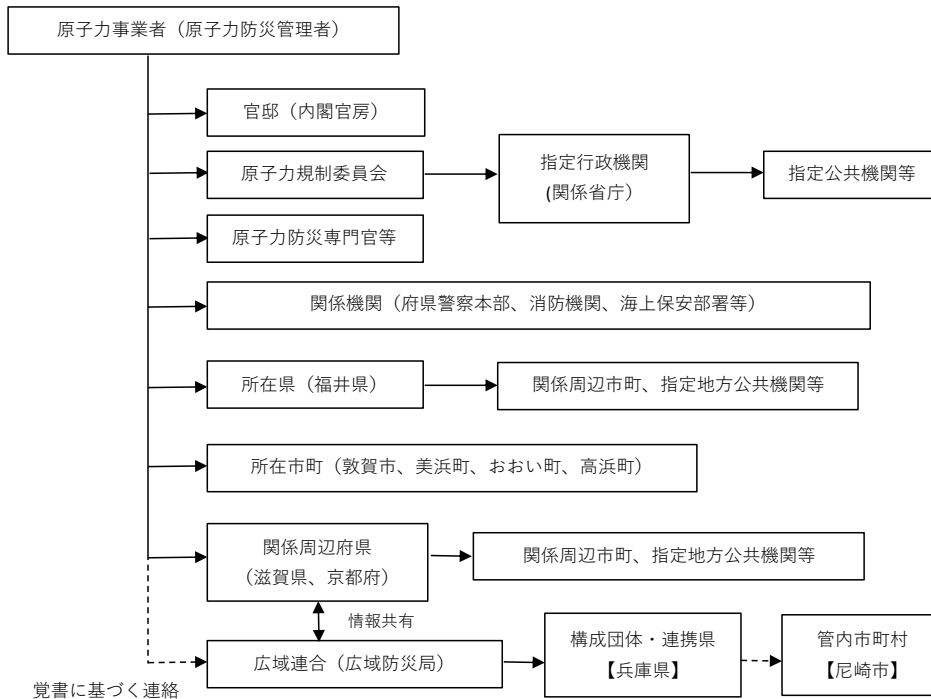 原子力事業者（原子力防災管理者）
官邸（内閣官房）
原子力規制委員会
指定行政機関
(関係省庁）
指定公共機関等
原子力防災専門官等
関係機関（府県警察本部、消防機関、海上保安部署等）
所在県（福井県）
関係周辺市町、指定地方公共機関等
所在市町（敦賀市、美浜町、おおい町、高浜町）
関係周辺府県
（滋賀県、京都府）
関係周辺市町、指定地方公共機関等
情報共有
広域連合（広域防災局）
構成団体・連携県
【兵庫県】
管内市町村
【尼崎市】
覚書に基づく連絡